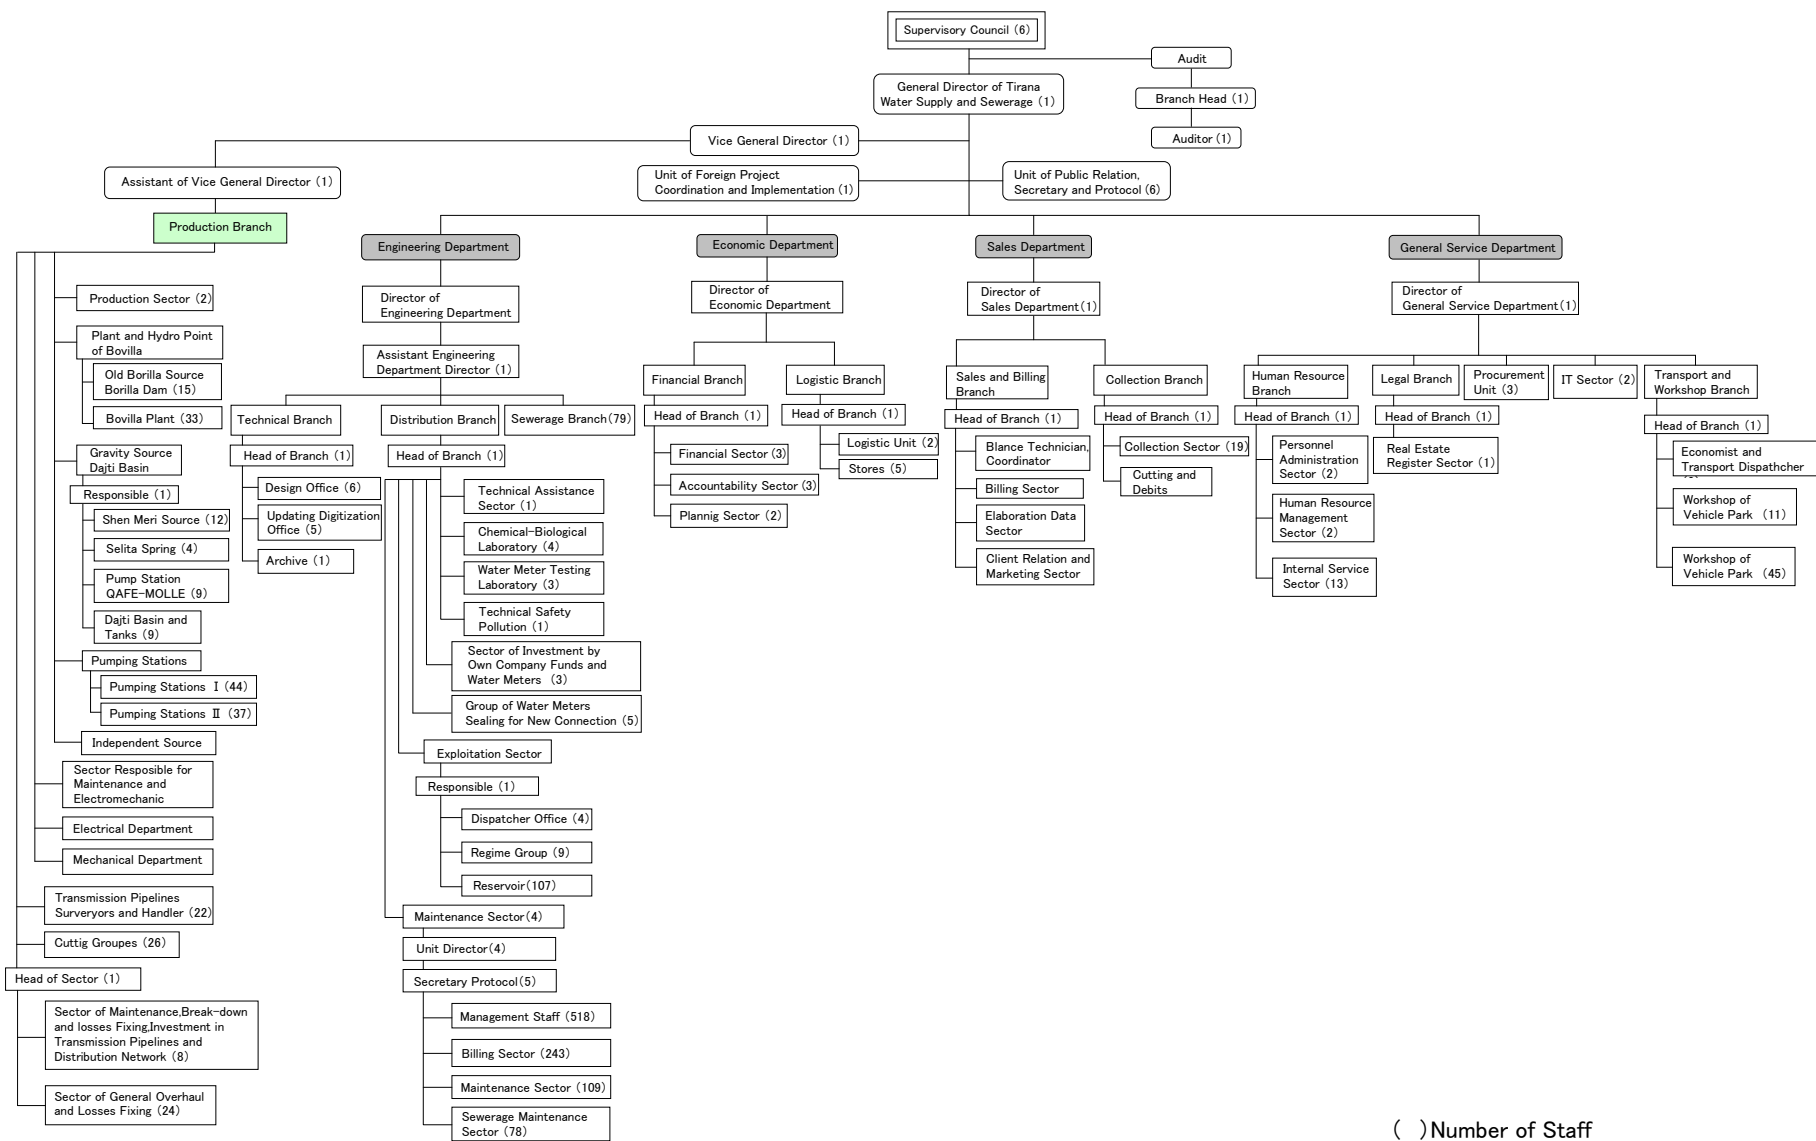 Supervisory Council (6)
Audit
General Director of Tirana
Water Supply and Sewerage (1)
Branch Head (1)
Auditor (1)
Vice General Director (1)
Assistant of Vice General Director (1)
Unit of Foreign Project
Coordination and Implementation (1)
Unit of Public Relation,
Secretary and Protocol (6)
Production Branch
Engineering Department
Economic Department
Sales Department
General Service Department
Production Sector (2)
Plant and Hydro Point
of Bovilla
Old Borilla Source
Borilla Dam (15)
Bovilla Plant (33)
Gravity Source
Dajti Basin
Responsible (1)
Shen Meri Source (12)
Selita Spring (4)
Pump Station
QAFE-MOLLE (9)
Dajti Basin and
Tanks (9)
Pumping Stations
Pumping Stations Ⅰ (44)
Pumping Stations Ⅱ (37)
Independent Source
Sector Resposible for
Maintenance and
Electromechanic
Electrical Department
Mechanical Department
Transmission Pipelines
Surveryors and Handler (22)
Cuttig Groupes (26)
Head of Sector (1)
Sector of Maintenance,Break-down
and losses Fixing,Investment in
Transmission Pipelines and
Distribution Network (8)
Sector of General Overhaul
and Losses Fixing (24)
Director of
Engineering Department
Assistant Engineering
Department Director (1)
Technical Branch
Head of Branch (1)
Design Office (6)
Updating Digitization
Office (5)
Archive (1)
Distribution Branch
Head of Branch (1)
Sewerage Branch(79)
Technical Assistance
Sector (1)
Chemical-Biological
Laboratory (4)
Water Meter Testing
Laboratory (3)
Technical Safety
Pollution (1)
Sector of Investment by
Own Company Funds and
Water Meters (3)
Group of Water Meters
Sealing for New Connection (5)
Exploitation Sector
Responsible (1)
Dispatcher Office (4)
Regime Group (9)
Reservoir(107)
Maintenance Sector(4)
Unit Director(4)
Secretary Protocol(5)
Management Staff (518)
Billing Sector (243)
Maintenance Sector (109)
Sewerage Maintenance
Sector (78)
Director of
Economic Department
Financial Branch
Head of Branch (1)
Financial Sector (3)
Accountability Sector (3)
Plannig Sector (2)
Logistic Branch
Head of Branch (1)
Logistic Unit (2)
Stores (5)
Director of
Sales Department(1)
Sales and Billing
Branch
Head of Branch (1)
Blance Technician,
Coordinator
Billing Sector
Elaboration Data
Sector
Client Relation and
Marketing Sector
Collection Branch
Head of Branch (1)
Collection Sector (19)
Cutting and
Debits
Director of
General Service Department(1)
Human Resource
Branch
Head of Branch (1)
Personnel
Administration
Sector (2)
Human Resource
Management
Sector (2)
Internal Service
Sector (13)
Legal Branch
Head of Branch (1)
Real Estate
Register Sector (1)
Procurement
Unit (3)
IT Sector (2)
Transport and
Workshop Branch
Head of Branch (1)
Economist and
Transport Dispathcher
Workshop of
Vehicle Park (11)
Workshop of
Vehicle Park (45)
( )Number of Staff